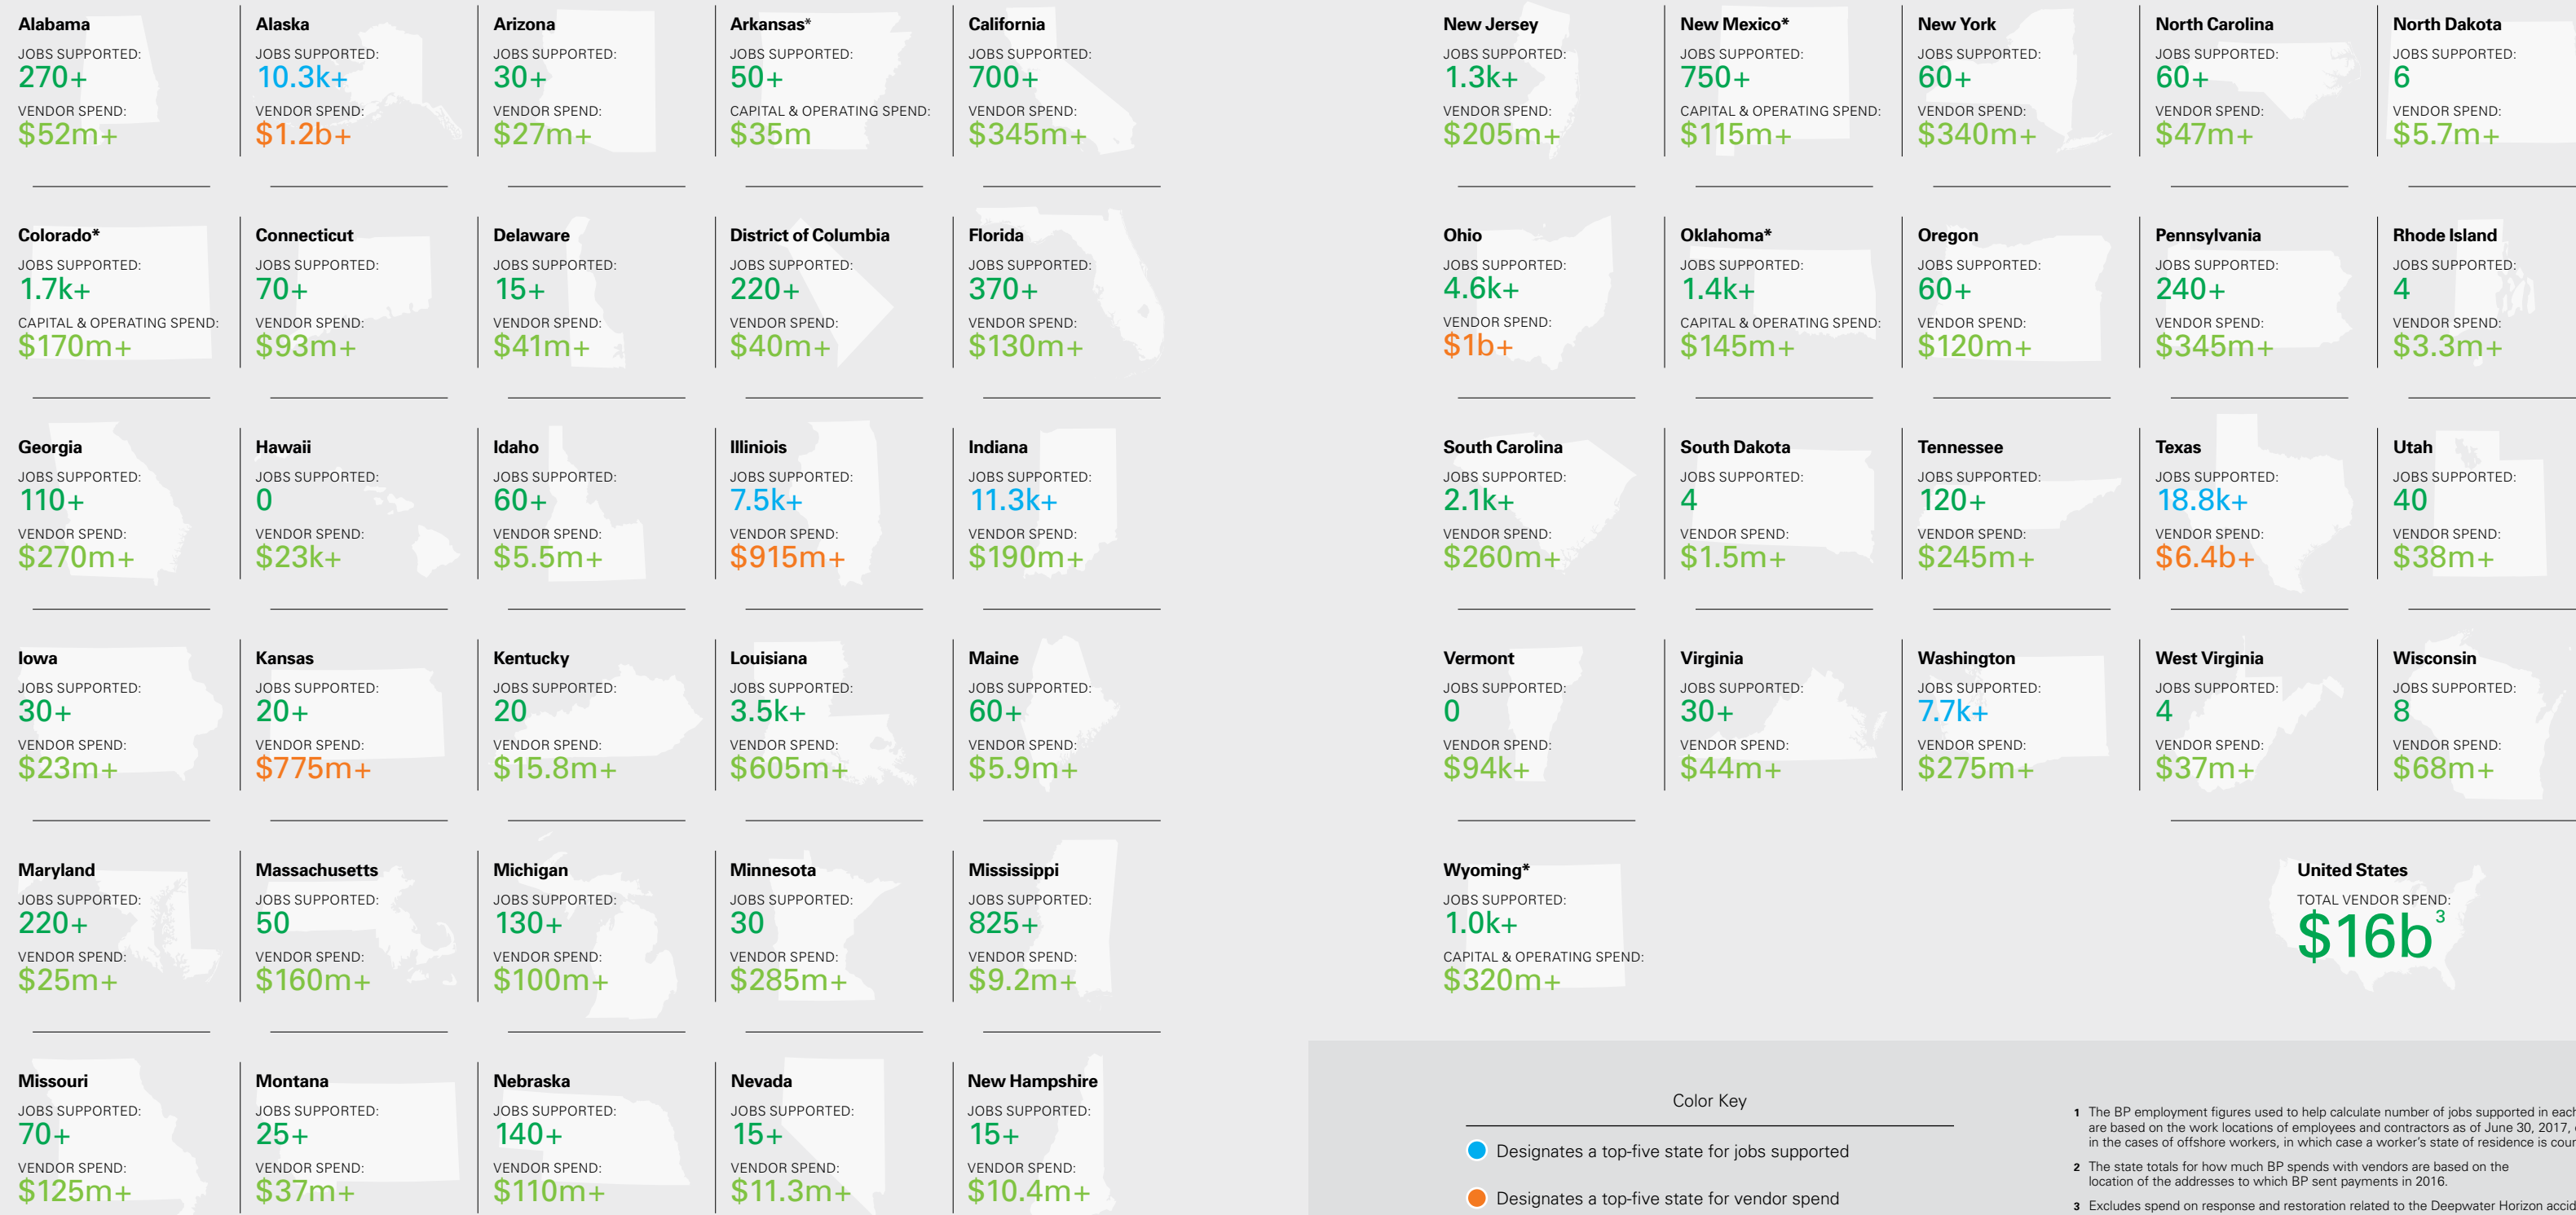 Alabama
JOBS SUPPORTED:
270+
VENDOR SPEND:
$52m+
Alaska
JOBS SUPPORTED:
10.3k+
VENDOR SPEND:
$1.2b+
Arizona
JOBS SUPPORTED:
30+
VENDOR SPEND:
$27m+
Arkansas*
JOBS SUPPORTED:
50+
CAPITAL & OPERATING SPEND:
$35m
California
JOBS SUPPORTED:
700+
VENDOR SPEND:
$345m+
Colorado*
JOBS SUPPORTED:
1.7k+
CAPITAL & OPERATING SPEND:
$170m+
Connecticut
JOBS SUPPORTED:
70+
VENDOR SPEND:
$93m+
Delaware
JOBS SUPPORTED:
15+
VENDOR SPEND:
$41m+
District of Columbia
JOBS SUPPORTED:
220+
VENDOR SPEND:
$40m+
Florida
JOBS SUPPORTED:
370+
VENDOR SPEND:
$130m+
Georgia
JOBS SUPPORTED:
110+
VENDOR SPEND:
$270m+
Hawaii
JOBS SUPPORTED:
0
VENDOR SPEND:
$23k+
Idaho
JOBS SUPPORTED:
60+
VENDOR SPEND:
$5.5m+
Illiniois
JOBS SUPPORTED:
7.5k+
VENDOR SPEND:
$915m+
Indiana
JOBS SUPPORTED:
11.3k+
VENDOR SPEND:
$190m+
Iowa
JOBS SUPPORTED:
30+
VENDOR SPEND:
$23m+
Kansas
JOBS SUPPORTED:
20+
VENDOR SPEND:
$775m+
Kentucky
JOBS SUPPORTED:
20
VENDOR SPEND:
$15.8m+
Louisiana
JOBS SUPPORTED:
3.5k+
VENDOR SPEND:
$605m+
Maine
JOBS SUPPORTED:
60+
VENDOR SPEND:
$5.9m+
Maryland
JOBS SUPPORTED:
220+
VENDOR SPEND:
$25m+
Massachusetts
JOBS SUPPORTED:
50
VENDOR SPEND:
$160m+
Michigan
JOBS SUPPORTED:
130+
VENDOR SPEND:
$100m+
Minnesota
JOBS SUPPORTED:
30
VENDOR SPEND:
$285m+
Mississippi
JOBS SUPPORTED:
825+
VENDOR SPEND:
$9.2m+
Missouri
JOBS SUPPORTED:
70+
VENDOR SPEND:
$125m+
Montana
JOBS SUPPORTED:
25+
VENDOR SPEND:
$37m+
Nebraska
JOBS SUPPORTED:
140+
VENDOR SPEND:
$110m+
Nevada
JOBS SUPPORTED:
15+
VENDOR SPEND:
$11.3m+
New Hampshire
JOBS SUPPORTED:
15+
VENDOR SPEND:
$10.4m+
New Jersey
JOBS SUPPORTED:
1.3k+
VENDOR SPEND:
$205m+
New Mexico*
JOBS SUPPORTED:
750+
CAPITAL & OPERATING SPEND:
$115m+
New York
JOBS SUPPORTED:
60+
VENDOR SPEND:
$340m+
North Carolina
JOBS SUPPORTED:
60+
VENDOR SPEND:
$47m+
North Dakota
JOBS SUPPORTED:
6
VENDOR SPEND:
$5.7m+
Ohio
JOBS SUPPORTED:
4.6k+
VENDOR SPEND:
$1b+
Oklahoma*
JOBS SUPPORTED:
1.4k+
CAPITAL & OPERATING SPEND:
$145m+
Oregon
JOBS SUPPORTED:
60+
VENDOR SPEND:
$120m+
Pennsylvania
JOBS SUPPORTED:
240+
VENDOR SPEND:
$345m+
Rhode Island
JOBS SUPPORTED:
4
VENDOR SPEND:
$3.3m+
South Carolina
JOBS SUPPORTED:
2.1k+
VENDOR SPEND:
$260m+
South Dakota
JOBS SUPPORTED:
4
VENDOR SPEND:
$1.5m+
Tennessee
JOBS SUPPORTED:
120+
VENDOR SPEND:
$245m+
Texas
JOBS SUPPORTED:
18.8k+
VENDOR SPEND:
$6.4b+
Utah
JOBS SUPPORTED:
40
VENDOR SPEND:
$38m+
Vermont
JOBS SUPPORTED:
0
VENDOR SPEND:
$94k+
Virginia
JOBS SUPPORTED:
30+
VENDOR SPEND:
$44m+
Washington
JOBS SUPPORTED:
7.7k+
VENDOR SPEND:
$275m+
West Virginia
JOBS SUPPORTED:
4
VENDOR SPEND:
$37m+
Wisconsin
JOBS SUPPORTED:
8
VENDOR SPEND:
$68m+
Wyoming*
JOBS SUPPORTED:
1.0k+
CAPITAL & OPERATING SPEND:
$320m+
United States
TOTAL VENDOR SPEND:
$16b3
Color Key
Designates a top-five state for jobs supported
Designates a top-five state for vendor spend
1 The BP employment figures used to help calculate number of jobs supported in each
are based on the work locations of employees and contractors as of June 30, 2017,
in the cases of offshore workers, in which case a worker's state of residence is
2 The state totals for how much BP spends with vendors are based on the
location of the addresses to which BP sent payments in 2016.
3 Excludes spend on response and restoration related to the Deepwater Horizon